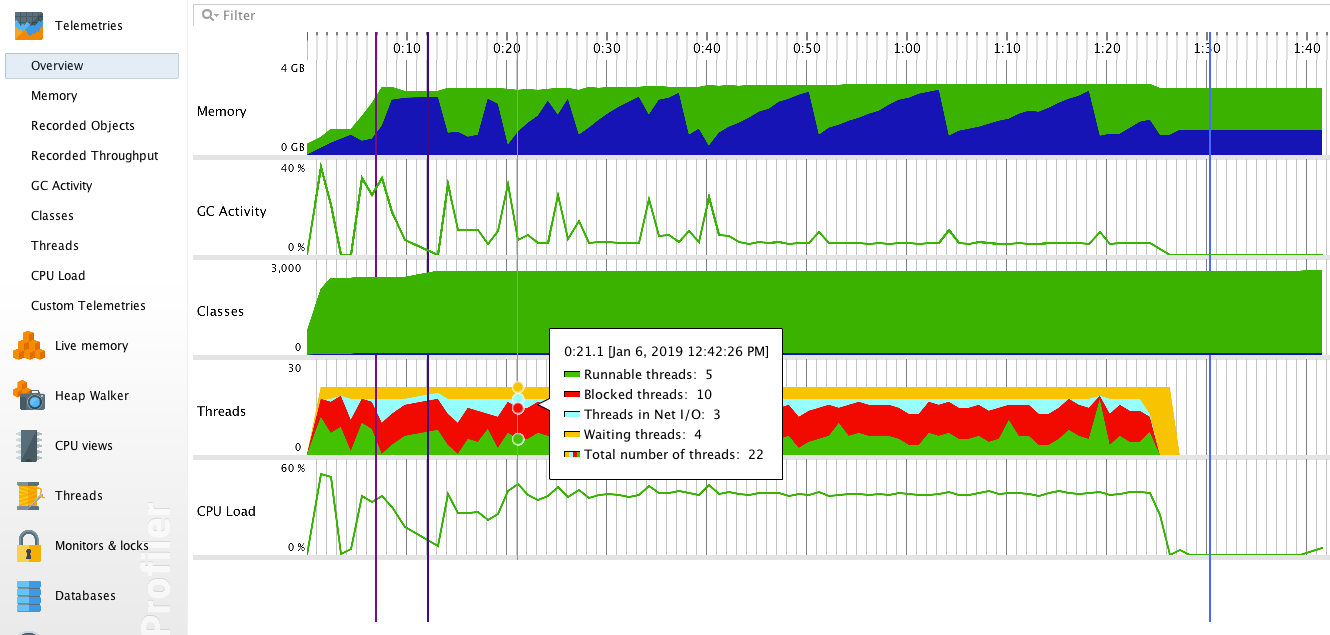 Telemetries
Overview
Memory
Recorded Objects
Recorded Throughput
GC Activity
Classes
Threads
CPU Load
Custom Telemetries
Live memory
Heap Walker
CPU views
Threads
Monitors & locks
Databases
Profiler
Filter
0:10 0:20 0:30 0:40 0:50 1:00 1:10 1:20 1:30 1:40
4 GB
Memory
0 GB
40 %
GC Activity
0 %
3,000
Classes
0
30
Threads
0
60 %
CPU Load
0 %
0:21.1 [Jan 6, 2019 12:42:26 PM]
Runnable threads: 5
Blocked threads: 10
Threads in Net I/O: 3
Waiting threads: 4
Total number of threads: 22